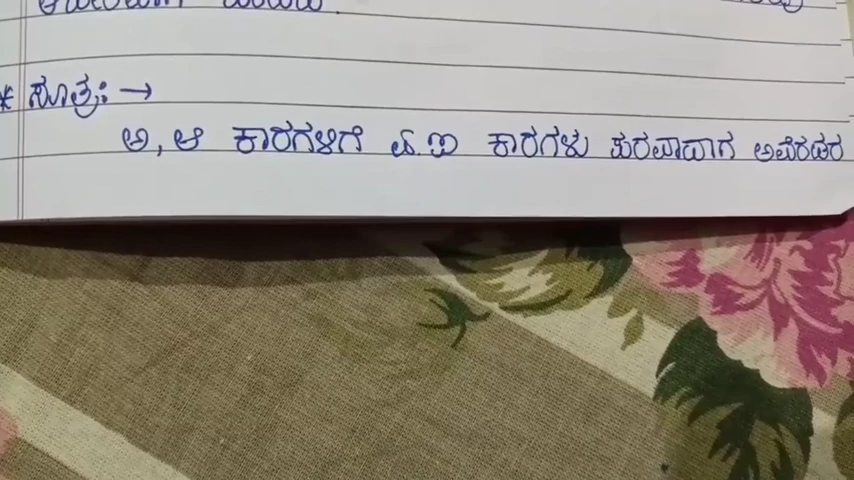 * ಸೂತ್ರ:- →
ಅ, ಆ ಕಾರಗಳಿಗೆ ಏ.ಐ ಕಾರಗಳು ಪರವಾದಾಗ ಅವೆರಡರ